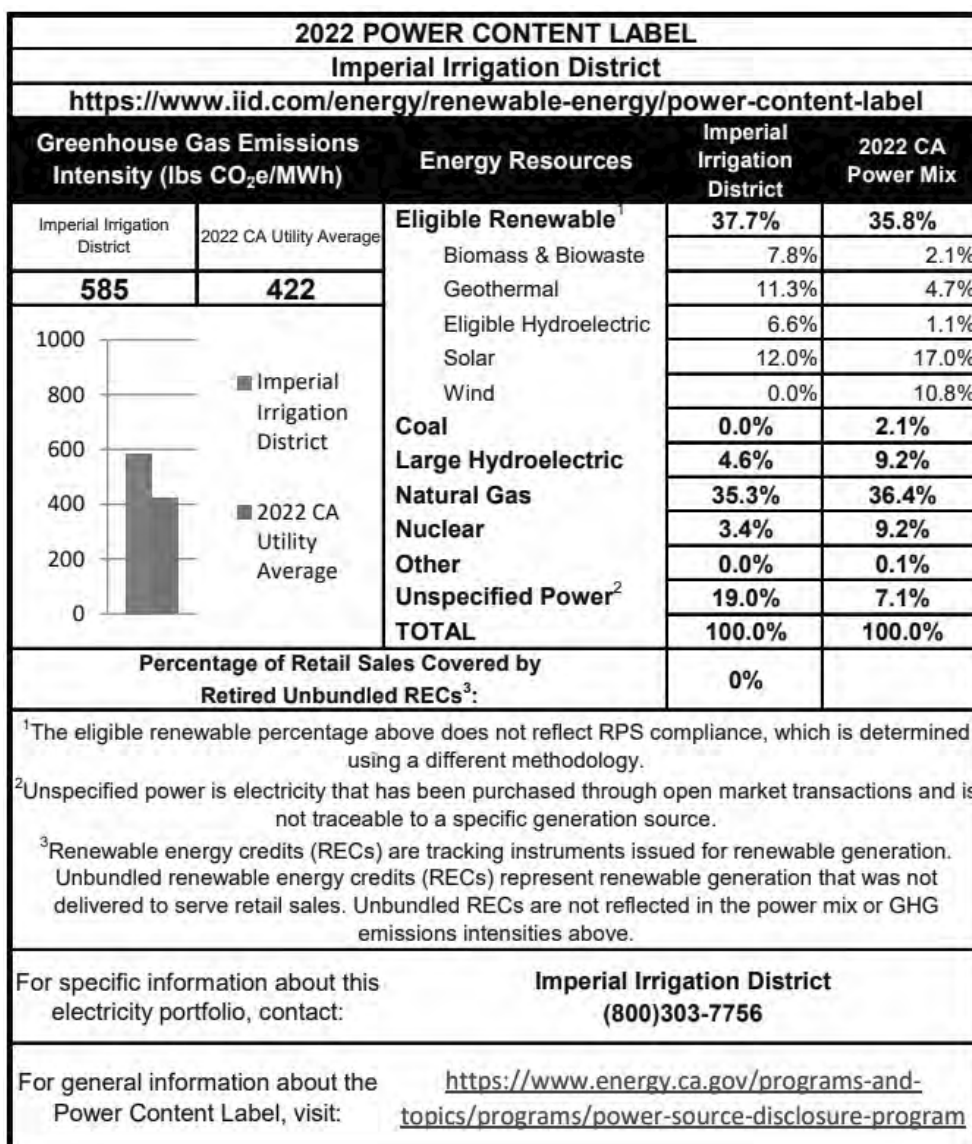 2022 POWER CONTENT LABEL
Imperial Irrigation District
https://www.iid.com/energy/renewable-energy/power-content-label
Greenhouse Gas Emissions
Intensity (lbs CO₂e/MWh)
Energy Resources
Imperial
Irrigation
District
2022 CA
Power Mix
Imperial Irrigation
District
2022 CA Utility Average
585 422
1000
800
600
400
200
0
Imperial
Irrigation
District
2022 CA
Utility
Average
Eligible Renewable¹ 37.7% 35.8%
Biomass & Biowaste 7.8% 2.1%
Geothermal 11.3% 4.7%
Eligible Hydroelectric 6.6% 1.1%
Solar 12.0% 17.0%
Wind 0.0% 10.8%
Coal 0.0% 2.1%
Large Hydroelectric 4.6% 9.2%
Natural Gas 35.3% 36.4%
Nuclear 3.4% 9.2%
Other 0.0% 0.1%
Unspecified Power² 19.0% 7.1%
TOTAL 100.0% 100.0%
Percentage of Retail Sales Covered by
Retired Unbundled RECs³:
0%
¹The eligible renewable percentage above does not reflect RPS compliance, which is determined
using a different methodology.
²Unspecified power is electricity that has been purchased through open market transactions and is
not traceable to a specific generation source.
³Renewable energy credits (RECs) are tracking instruments issued for renewable generation.
Unbundled renewable energy credits (RECs) represent renewable generation that was not
delivered to serve retail sales. Unbundled RECs are not reflected in the power mix or GHG
emissions intensities above.
For specific information about this
electricity portfolio, contact:
Imperial Irrigation District
(800)303-7756
For general information about the
Power Content Label, visit:
https://www.energy.ca.gov/programs-and-
topics/programs/power-source-disclosure-program